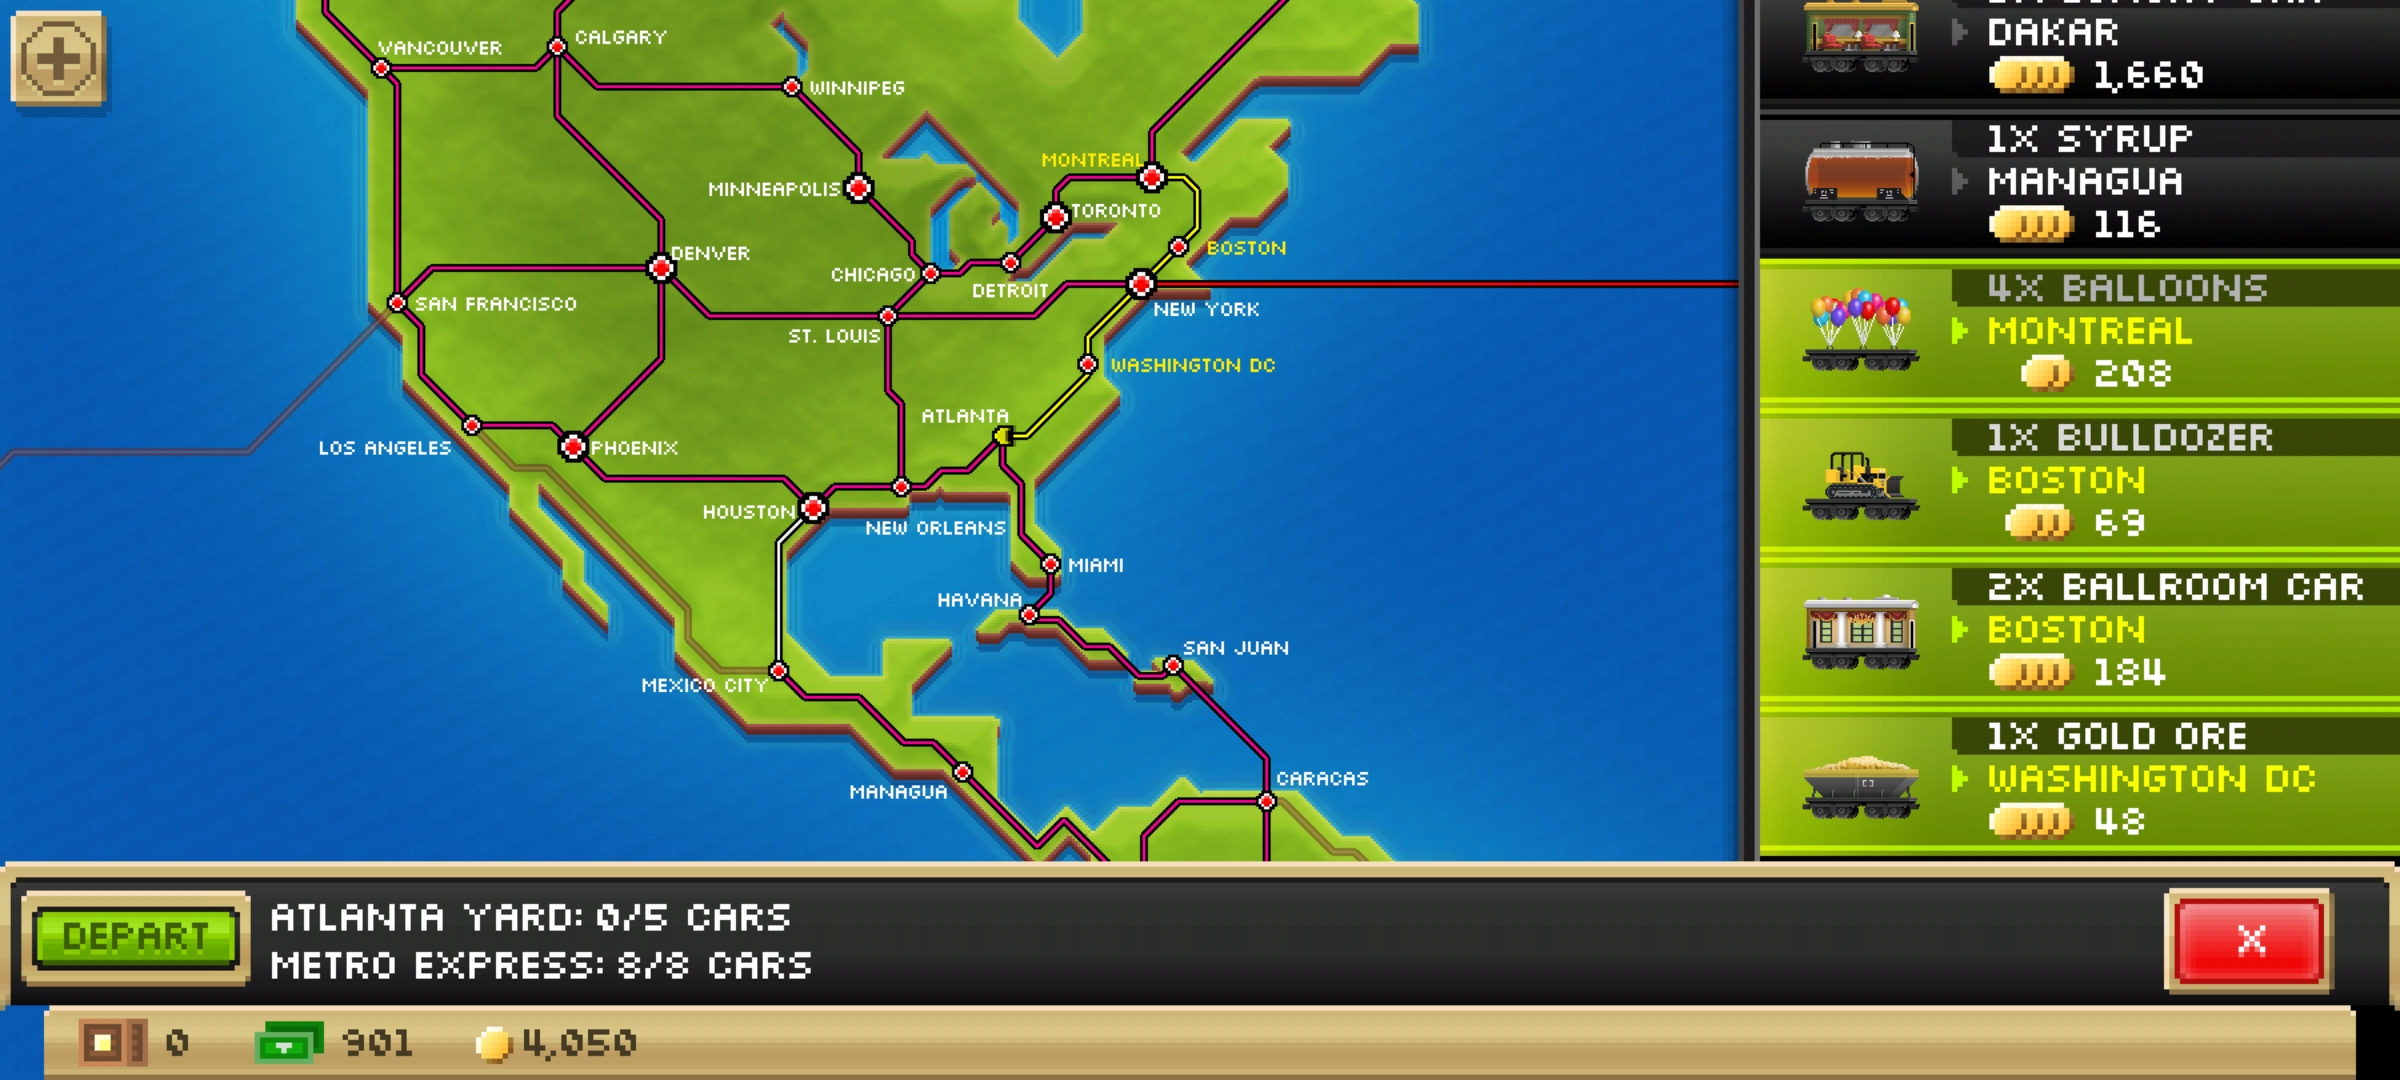 VANCOUVER
CALGARY
WINNIPEG
MONTREAL
MINNEAPOLIS
TORONTO
BOSTON
DENVER
CHICAGO
DETROIT
SAN FRANCISCO
NEW YORK
ST. LOUIS
WASHINGTON DC
ATLANTA
LOS ANGELES
PHOENIX
HOUSTON
NEW ORLEANS
MIAMI
HAVANA
SAN JUAN
MEXICO CITY
CARACAS
MANAGUA
DAKAR
1,660
1X SYRUP
MANAGUA
116
4X BALLOONS
MONTREAL
208
1X BULLDOZER
BOSTON
69
2X BALLROOM CAR
BOSTON
184
1X GOLD ORE
WASHINGTON DC
48
DEPART
ATLANTA YARD: 0/5 CARS
METRO EXPRESS: 8/8 CARS
X
0
901
4,050